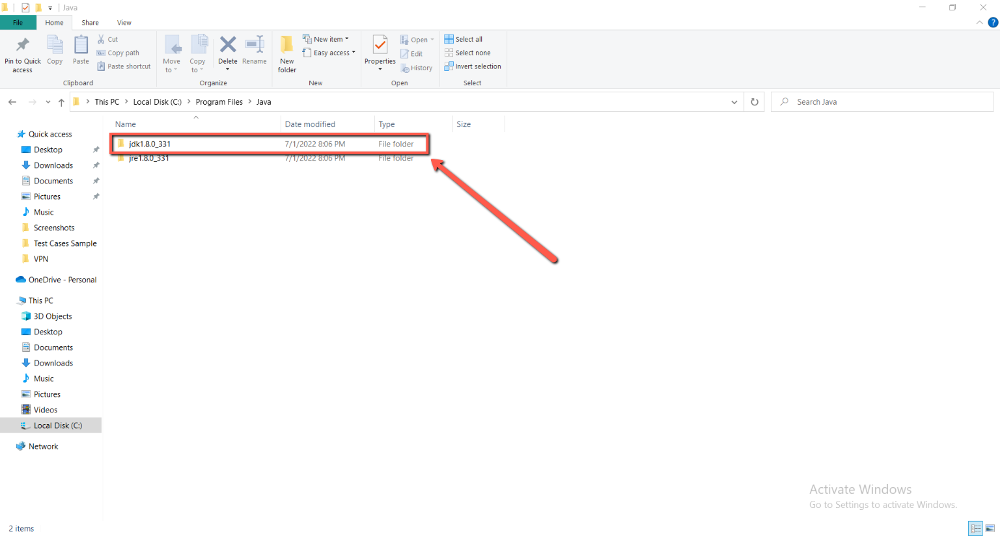 Java
File Home Share View
Pin to Quick access
Copy
Paste
Cut
Copy path
Paste shortcut
Clipboard
Move to
Copy to
Delete
Rename
Organize
New folder
New item
Easy access
New
Properties
Open
Edit
History
Open
Select all
Select none
Invert selection
Select
This PC > Local Disk (C:) > Program Files > Java
Search Java
Name Date modified Type Size
jdk1.8.0_331 7/1/2022 8:06 PM File folder
jre1.8.0_331 7/1/2022 8:06 PM File folder
Quick access
Desktop
Downloads
Documents
Pictures
Music
Screenshots
Test Cases Sample
VPN
OneDrive - Personal
This PC
3D Objects
Desktop
Documents
Downloads
Music
Pictures
Videos
Local Disk (C:)
Network
Activate Windows
Go to Settings to activate Windows.
2 items